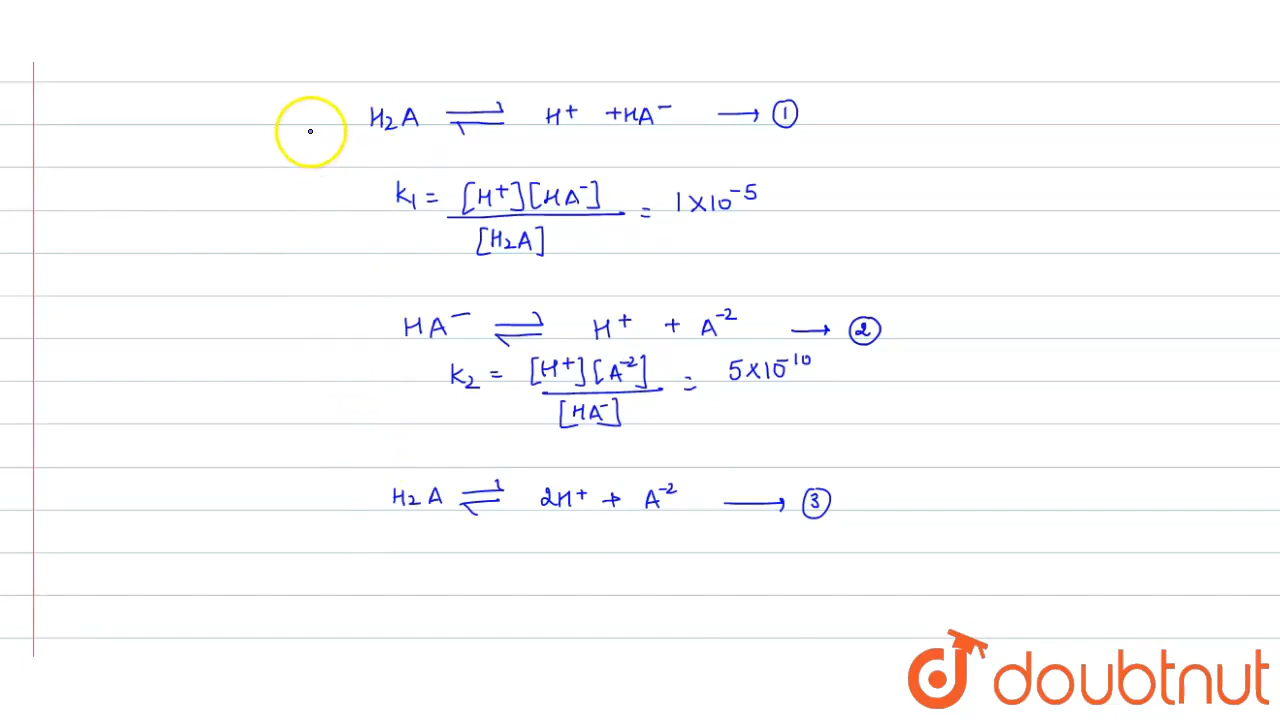 H₂A ⇌ H⁺ + HA⁻ → ①
k₁ = [H⁺][HA⁻] / [H₂A] = 1 × 10⁻⁵
HA⁻ ⇌ H⁺ + A⁻² → ②
k₂ = [H⁺][A⁻²] / [HA⁻] = 5 × 10⁻¹⁰
H₂A ⇌ 2H⁺ + A⁻² → ③
doubtnut